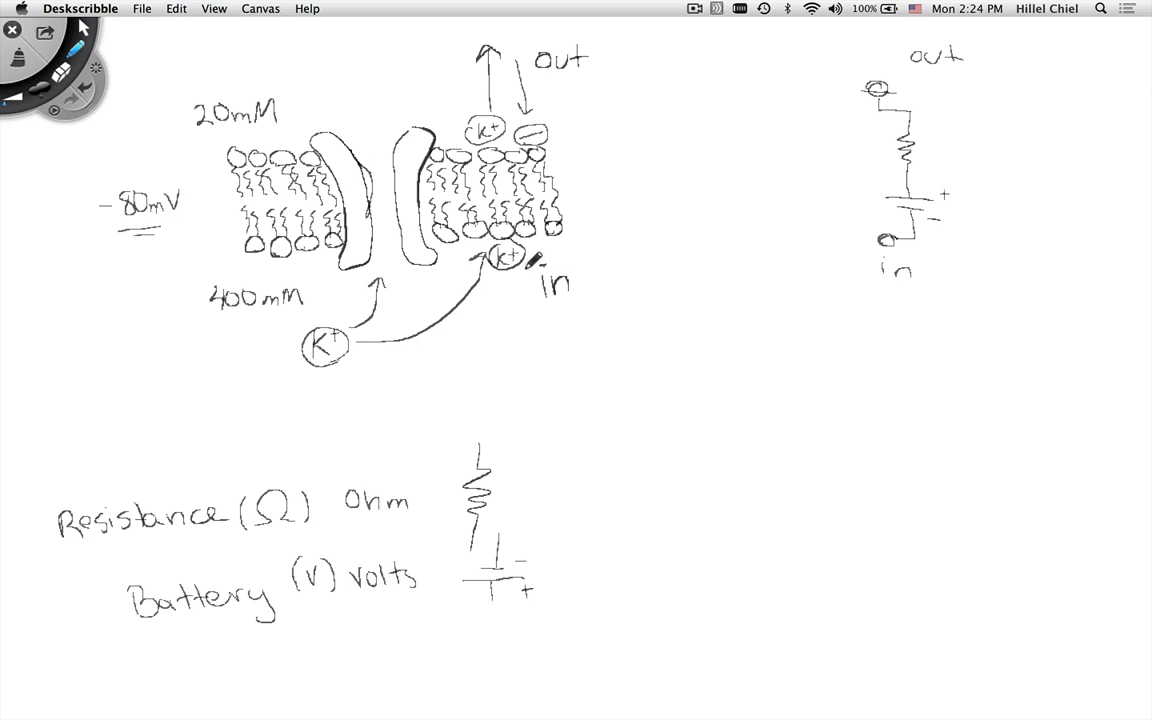 Deskscribble File Edit View Canvas Help 100% Mon 2:24 PM Hillel Chiel
out
out
20mM
K+
−
+
−
-80mV
in
K+
−
in
400mM
K+
Resistance (Ω) Ohm
Battery (V) volts
−
+